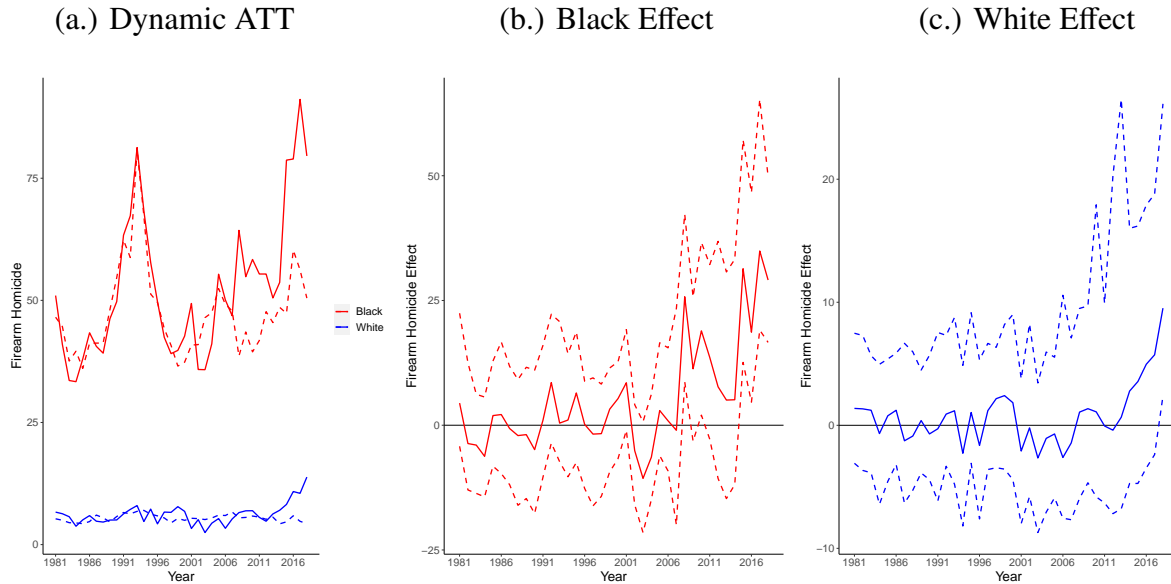 (a.) Dynamic ATT
(b.) Black Effect
(c.) White Effect
Firearm Homicide
75
50
25
0
1981 1986 1991 1996 2001 2006 2011 2016
Year
Black
White
Firearm Homicide Effect
50
25
0
−25
1981 1986 1991 1996 2001 2006 2011 2016
Year
Firearm Homicide Effect
20
10
0
−10
1981 1986 1991 1996 2001 2006 2011 2016
Year